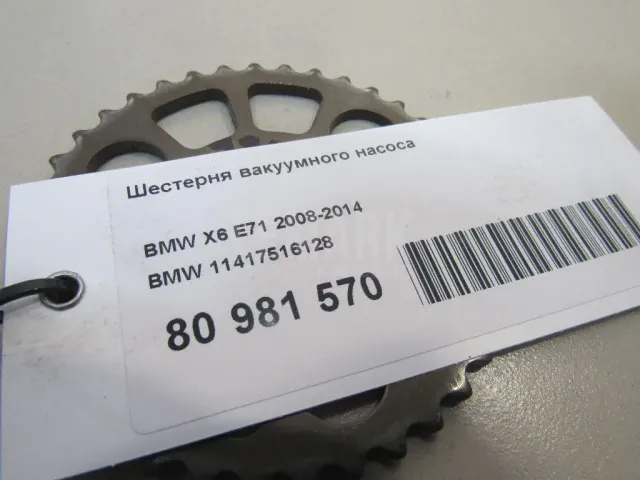 Шестерня вакуумного насоса
BMW X6 E71 2008-2014
BMW 11417516128
80 981 570